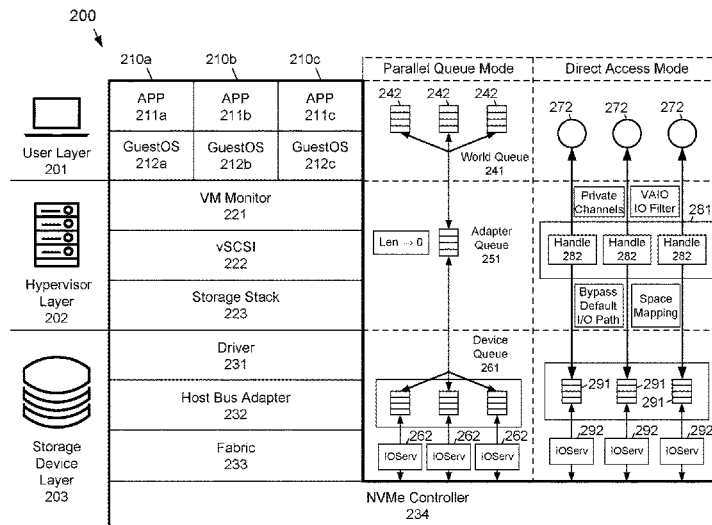 200
210a 210b 210c
Parallel Queue Mode Direct Access Mode
APP APP APP
211a 211b 211c
GuestOS GuestOS GuestOS
212a 212b 212c
User Layer
201
242 242 242
World Queue
241
272 272 272
VM Monitor
221
vSCSI
222
Storage Stack
223
Hypervisor
Layer
202
Len → 0
Adapter
Queue
251
Private
Channels
VAIO
IO Filter
281
Handle Handle Handle
282 282 282
Bypass
Default
I/O Path
Space
Mapping
Driver
231
Host Bus Adapter
232
Fabric
233
Storage
Device
Layer
203
Device
Queue
261
262 262 262
IOServ IOServ IOServ
291 291
291
292 292 292
IOServ IOServ IOServ
NVMe Controller
234